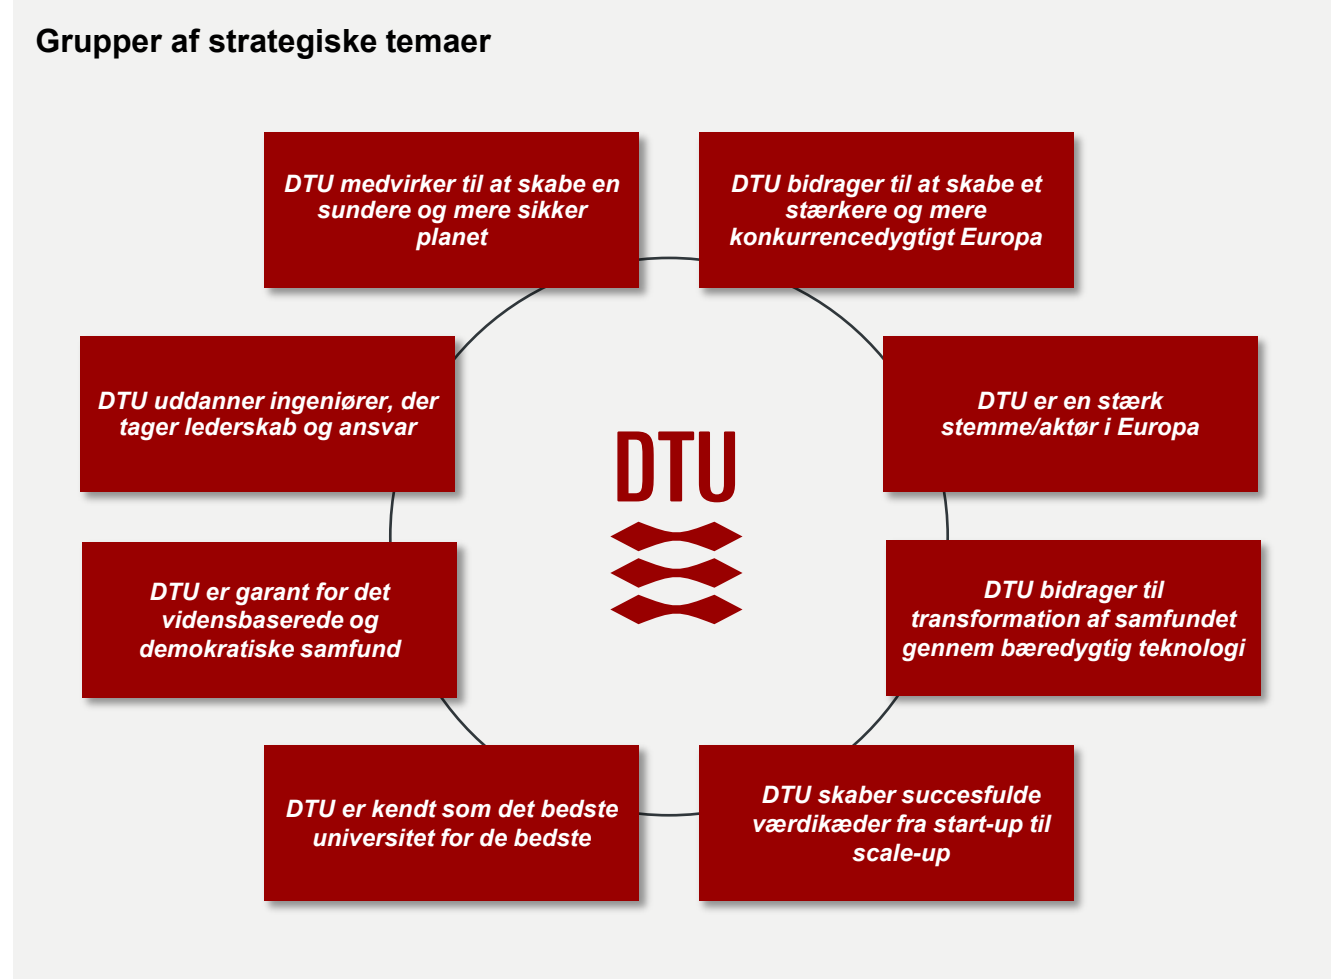 Grupper af strategiske temaer
DTU medvirker til at skabe en
sundere og mere sikker
planet
DTU bidrager til at skabe et
stærkere og mere
konkurrencedygtigt Europa
DTU uddanner ingeniører, der
tager lederskab og ansvar
DTU er en stærk
stemme/aktør i Europa
DTU
DTU er garant for det
vidensbaserede og
demokratiske samfund
DTU bidrager til
transformation af samfundet
gennem bæredygtig teknologi
DTU er kendt som det bedste
universitet for de bedste
DTU skaber succesfulde
værdikæder fra start-up til
scale-up